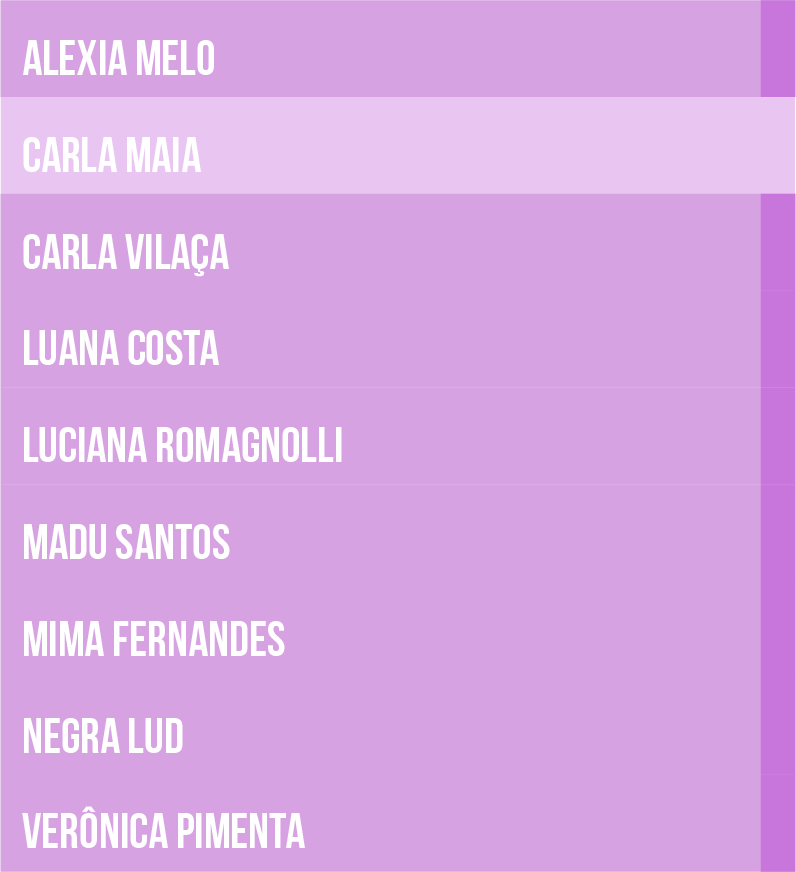 ALEXIA MELO
CARLA MAIA
CARLA VILAÇA
LUANA COSTA
LUCIANA ROMAGNOLLI
MADU SANTOS
MIMA FERNANDES
NEGRA LUD
VERÔNICA PIMENTA